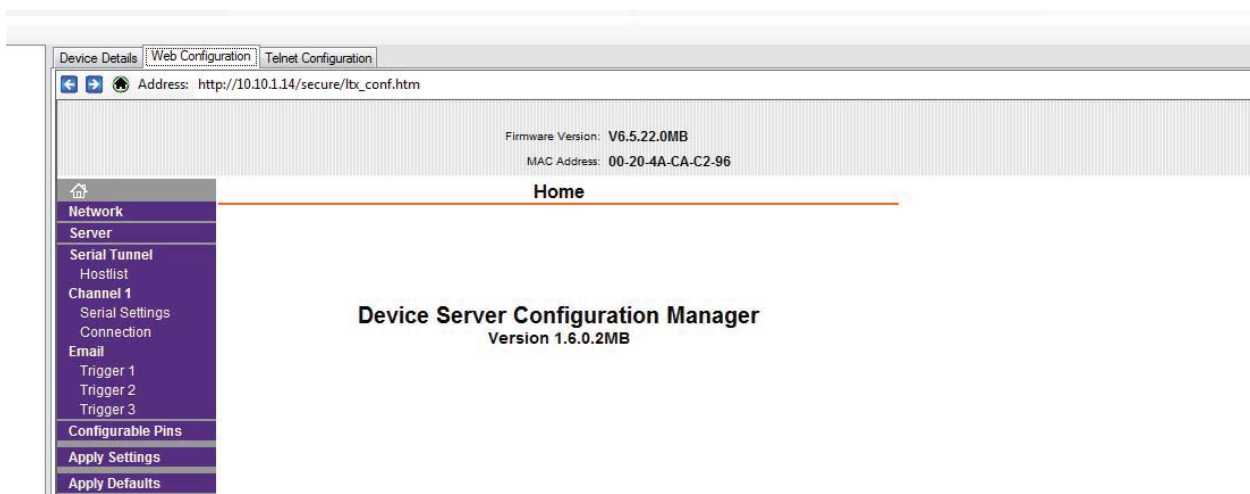 Device Details Web Configuration Telnet Configuration
Address: http://10.10.1.14/secure/ltx_conf.htm
Firmware Version: V6.5.22.0MB
MAC Address: 00-20-4A-CA-C2-96
Home
Network
Server
Serial Tunnel
Hostlist
Channel 1
Serial Settings
Connection
Email
Trigger 1
Trigger 2
Trigger 3
Configurable Pins
Apply Settings
Apply Defaults
Device Server Configuration Manager
Version 1.6.0.2MB